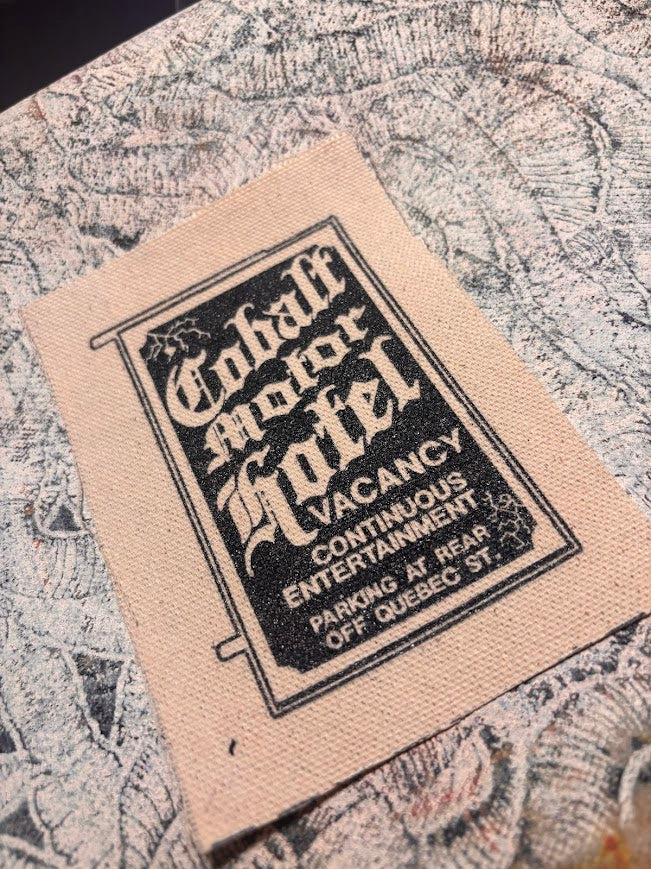 Cobalt
Motor
Hotel
VACANCY
CONTINUOUS
ENTERTAINMENT
PARKING AT REAR
OFF QUEBEC ST.